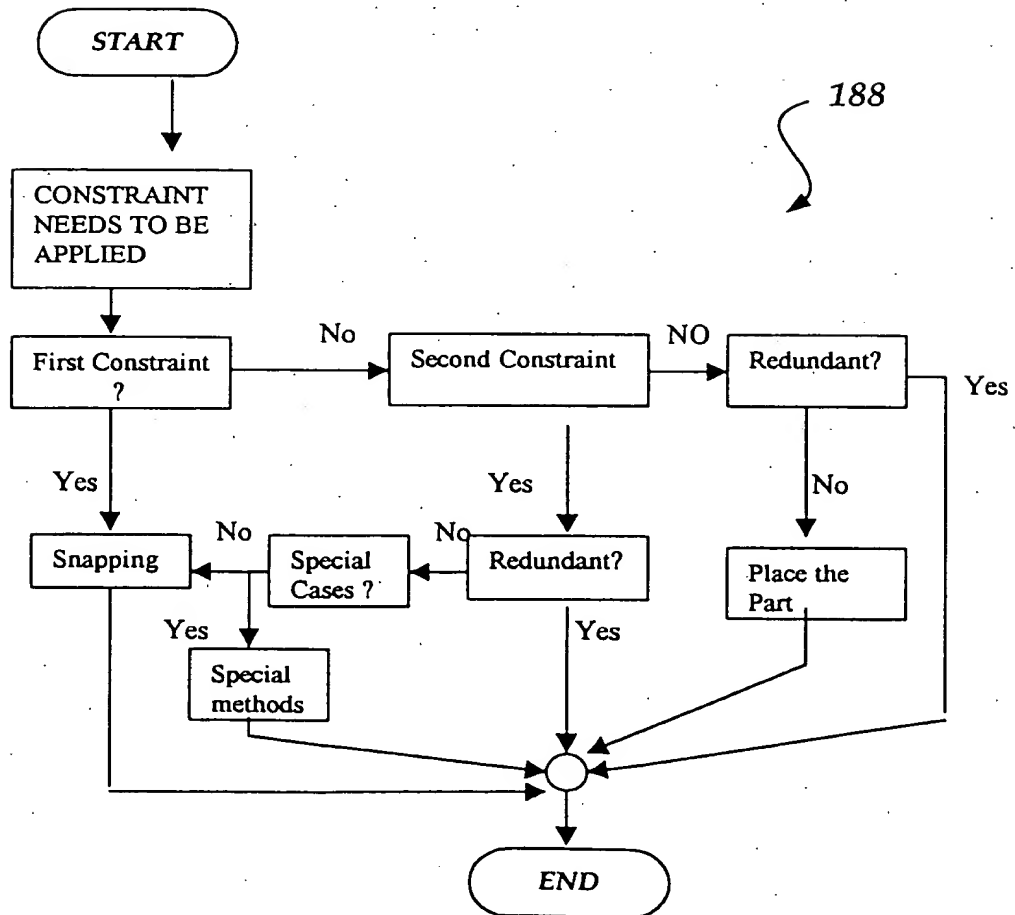 START
188
CONSTRAINT
NEEDS TO BE
APPLIED
First Constraint
?
No
Second Constraint
NO
Redundant?
Yes
Yes
Yes
No
Snapping
No
Special
Cases ?
No
Redundant?
Place the
Part
Yes
Special
methods
Yes
END